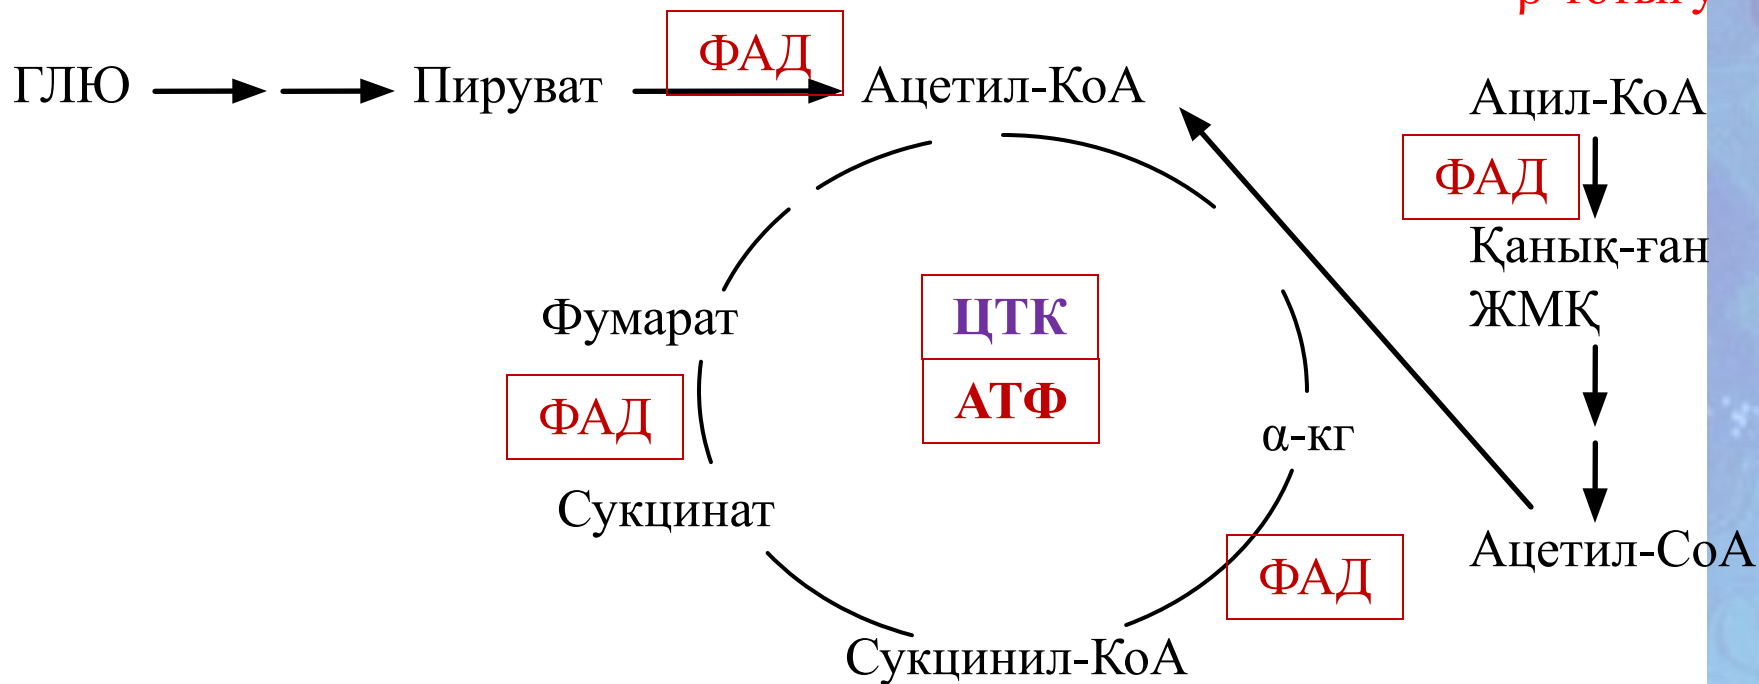 ГЛЮ
Пируват
ФАД
Ацетил-КоА
Ацил-КоА
ФАД
Қанық-ған
ЖМҚ
Фумарат
ЦТК
АТФ
ФАД
α-кг
Сукцинат
ФАД
Ацетил-СоА
Сукцинил-КоА